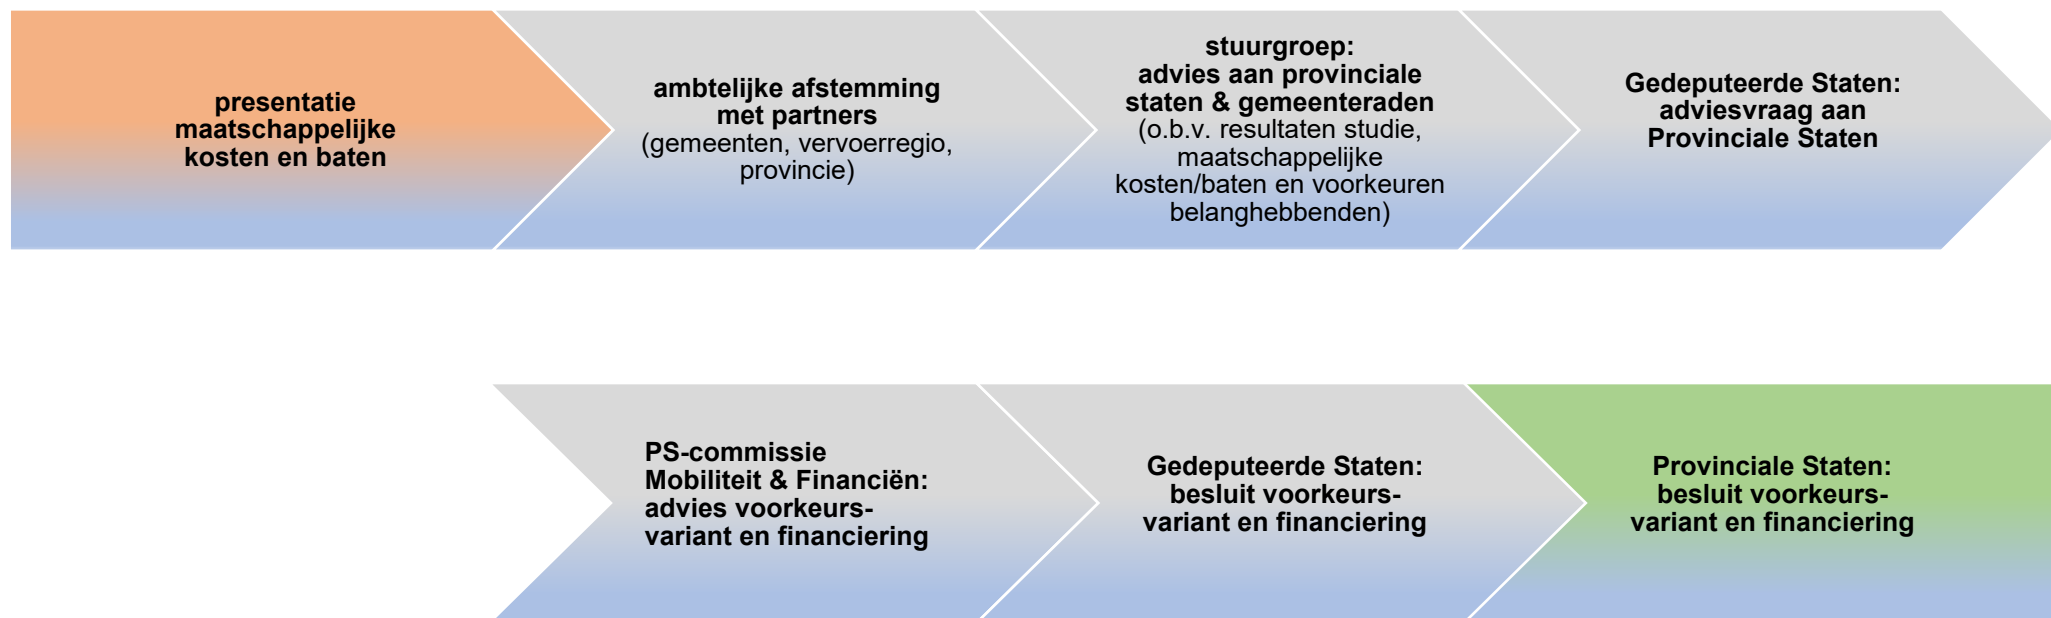 presentatie
maatschappelijke
kosten en baten
ambtelijke afstemming
met partners
(gemeenten, vervoerregio,
provincie)
stuurgroep:
advies aan provinciale
staten & gemeenteraden
(o.b.v. resultaten studie,
maatschappelijke
kosten/baten en voorkeuren
belanghebbenden)
Gedeputeerde Staten:
adviesvraag aan
Provinciale Staten
PS-commissie
Mobiliteit & Financiën:
advies voorkeurs-
variant en financiering
Gedeputeerde Staten:
besluit voorkeurs-
variant en financiering
Provinciale Staten:
besluit voorkeurs-
variant en financiering